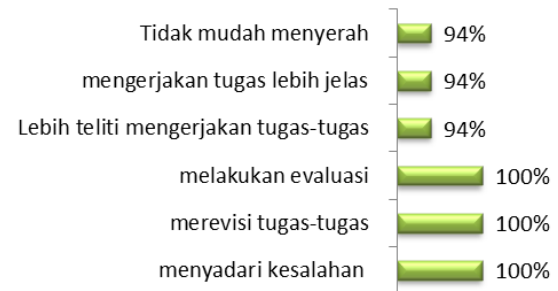 Tidak mudah menyerah 94%
mengerjakan tugas lebih jelas 94%
Lebih teliti mengerjakan tugas-tugas 94%
melakukan evaluasi 100%
merevisi tugas-tugas 100%
menyadari kesalahan 100%